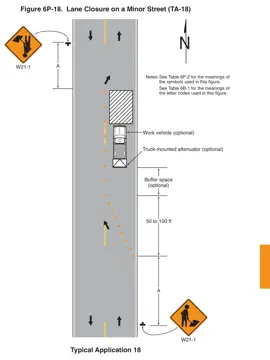 Figure 6P-18. Lane Closure on a Minor Street (TA-18)
W21-1
A
N
Notes: See Table 6P-2 for the meanings of
the symbols used in this figure.
See Table 6B-1 for the meanings of
the letter codes used in this figure.
Work vehicle (optional)
Truck-mounted attenuator (optional)
Buffer space
(optional)
50 to 100 ft
A
W21-1
Typical Application 18